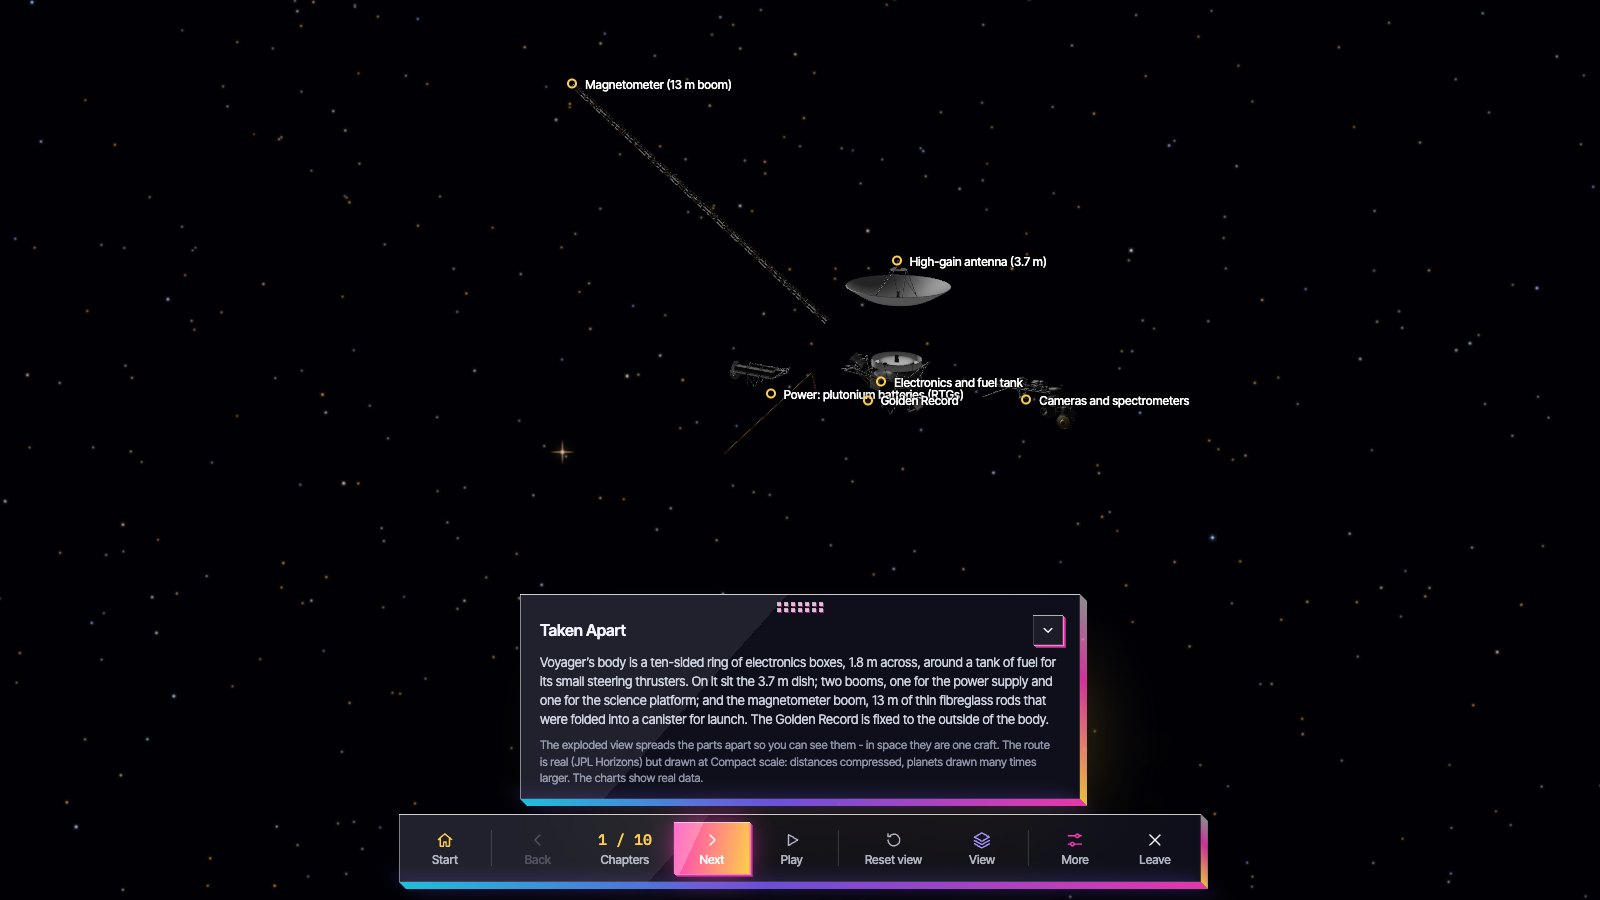 Magnetometer (13 m boom)
High-gain antenna (3.7 m)
Electronics and fuel tank
Power: plutonium batteries (RTGs)
Golden Record
Cameras and spectrometers
Taken Apart
Voyager’s body is a ten-sided ring of electronics boxes, 1.8 m across, around a tank of fuel for
its small steering thrusters. On it sit the 3.7 m dish; two booms, one for the power supply and
one for the science platform; and the magnetometer boom, 13 m of thin fibreglass rods that
were folded into a canister for launch. The Golden Record is fixed to the outside of the body.
The exploded view spreads the parts apart so you can see them - in space they are one craft. The route
is real (JPL Horizons) but drawn at Compact scale: distances compressed, planets drawn many times
larger. The charts show real data.
1 / 10
Start
Back
Chapters
Next
Play
Reset view
View
More
Leave